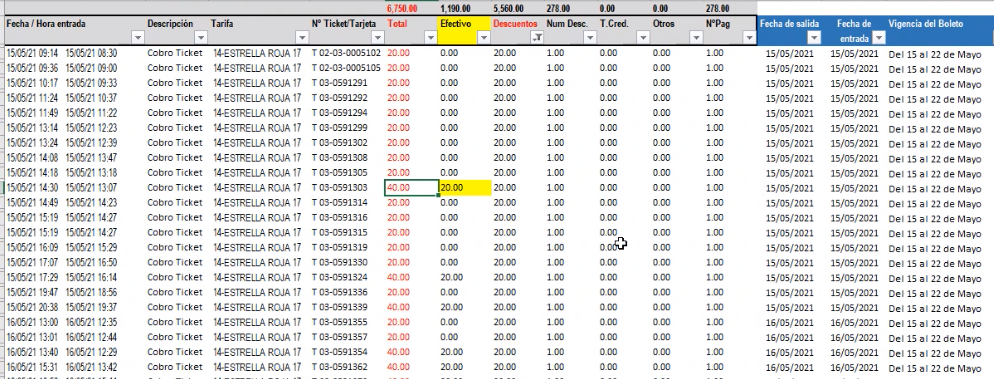 6,750.00 1,190.00 5,560.00 278.00 0.00 0.00 278.00
Fecha / Hora entrada Descripción Tarifa Nº Ticket/Tarjeta Total Efectivo Descuentos Num Desc. T.Cred. Otros NºPag Fecha de salida Fecha de entrada Vigencia del Boleto
15/05/21 09:14 15/05/21 08:30 Cobro Ticket 14-ESTRELLA ROJA 17 T 02-03-0005102 20.00 0.00 20.00 1.00 0.00 0.00 1.00 15/05/2021 15/05/2021 Del 15 al 22 de Mayo
15/05/21 09:36 15/05/21 09:00 Cobro Ticket 14-ESTRELLA ROJA 17 T 02-03-0005105 20.00 0.00 20.00 1.00 0.00 0.00 1.00 15/05/2021 15/05/2021 Del 15 al 22 de Mayo
15/05/21 10:17 15/05/21 09:33 Cobro Ticket 14-ESTRELLA ROJA 17 T 03-0591291 20.00 0.00 20.00 1.00 0.00 0.00 1.00 15/05/2021 15/05/2021 Del 15 al 22 de Mayo
15/05/21 11:24 15/05/21 10:37 Cobro Ticket 14-ESTRELLA ROJA 17 T 03-0591292 20.00 0.00 20.00 1.00 0.00 0.00 1.00 15/05/2021 15/05/2021 Del 15 al 22 de Mayo
15/05/21 11:49 15/05/21 11:22 Cobro Ticket 14-ESTRELLA ROJA 17 T 03-0591294 20.00 0.00 20.00 1.00 0.00 0.00 1.00 15/05/2021 15/05/2021 Del 15 al 22 de Mayo
15/05/21 13:14 15/05/21 12:23 Cobro Ticket 14-ESTRELLA ROJA 17 T 03-0591299 20.00 0.00 20.00 1.00 0.00 0.00 1.00 15/05/2021 15/05/2021 Del 15 al 22 de Mayo
15/05/21 13:24 15/05/21 12:39 Cobro Ticket 14-ESTRELLA ROJA 17 T 03-0591302 20.00 0.00 20.00 1.00 0.00 0.00 1.00 15/05/2021 15/05/2021 Del 15 al 22 de Mayo
15/05/21 14:08 15/05/21 13:47 Cobro Ticket 14-ESTRELLA ROJA 17 T 03-0591308 20.00 0.00 20.00 1.00 0.00 0.00 1.00 15/05/2021 15/05/2021 Del 15 al 22 de Mayo
15/05/21 14:18 15/05/21 13:18 Cobro Ticket 14-ESTRELLA ROJA 17 T 03-0591305 20.00 0.00 20.00 1.00 0.00 0.00 1.00 15/05/2021 15/05/2021 Del 15 al 22 de Mayo
15/05/21 14:30 15/05/21 13:07 Cobro Ticket 14-ESTRELLA ROJA 17 T 03-0591303 40.00 20.00 20.00 1.00 0.00 0.00 1.00 15/05/2021 15/05/2021 Del 15 al 22 de Mayo
15/05/21 14:49 15/05/21 14:23 Cobro Ticket 14-ESTRELLA ROJA 17 T 03-0591314 20.00 0.00 20.00 1.00 0.00 0.00 1.00 15/05/2021 15/05/2021 Del 15 al 22 de Mayo
15/05/21 15:19 15/05/21 14:27 Cobro Ticket 14-ESTRELLA ROJA 17 T 03-0591316 20.00 0.00 20.00 1.00 0.00 0.00 1.00 15/05/2021 15/05/2021 Del 15 al 22 de Mayo
15/05/21 15:19 15/05/21 14:27 Cobro Ticket 14-ESTRELLA ROJA 17 T 03-0591315 20.00 0.00 20.00 1.00 0.00 0.00 1.00 15/05/2021 15/05/2021 Del 15 al 22 de Mayo
15/05/21 16:09 15/05/21 15:29 Cobro Ticket 14-ESTRELLA ROJA 17 T 03-0591319 20.00 0.00 20.00 1.00 0.00 0.00 1.00 15/05/2021 15/05/2021 Del 15 al 22 de Mayo
15/05/21 17:07 15/05/21 16:50 Cobro Ticket 14-ESTRELLA ROJA 17 T 03-0591330 20.00 0.00 20.00 1.00 0.00 0.00 1.00 15/05/2021 15/05/2021 Del 15 al 22 de Mayo
15/05/21 17:29 15/05/21 16:14 Cobro Ticket 14-ESTRELLA ROJA 17 T 03-0591324 40.00 20.00 20.00 1.00 0.00 0.00 1.00 15/05/2021 15/05/2021 Del 15 al 22 de Mayo
15/05/21 19:47 15/05/21 18:56 Cobro Ticket 14-ESTRELLA ROJA 17 T 03-0591336 20.00 0.00 20.00 1.00 0.00 0.00 1.00 15/05/2021 15/05/2021 Del 15 al 22 de Mayo
15/05/21 20:38 15/05/21 19:37 Cobro Ticket 14-ESTRELLA ROJA 17 T 03-0591339 40.00 20.00 20.00 1.00 0.00 0.00 1.00 15/05/2021 15/05/2021 Del 15 al 22 de Mayo
16/05/21 13:00 16/05/21 12:35 Cobro Ticket 14-ESTRELLA ROJA 17 T 03-0591355 20.00 0.00 20.00 1.00 0.00 0.00 1.00 16/05/2021 16/05/2021 Del 15 al 22 de Mayo
16/05/21 13:01 16/05/21 12:44 Cobro Ticket 14-ESTRELLA ROJA 17 T 03-0591357 20.00 0.00 20.00 1.00 0.00 0.00 1.00 16/05/2021 16/05/2021 Del 15 al 22 de Mayo
16/05/21 13:40 16/05/21 12:29 Cobro Ticket 14-ESTRELLA ROJA 17 T 03-0591354 40.00 20.00 20.00 1.00 0.00 0.00 1.00 16/05/2021 16/05/2021 Del 15 al 22 de Mayo
16/05/21 15:31 16/05/21 13:42 Cobro Ticket 14-ESTRELLA ROJA 17 T 03-0591362 40.00 20.00 20.00 1.00 0.00 0.00 1.00 16/05/2021 16/05/2021 Del 15 al 22 de Mayo